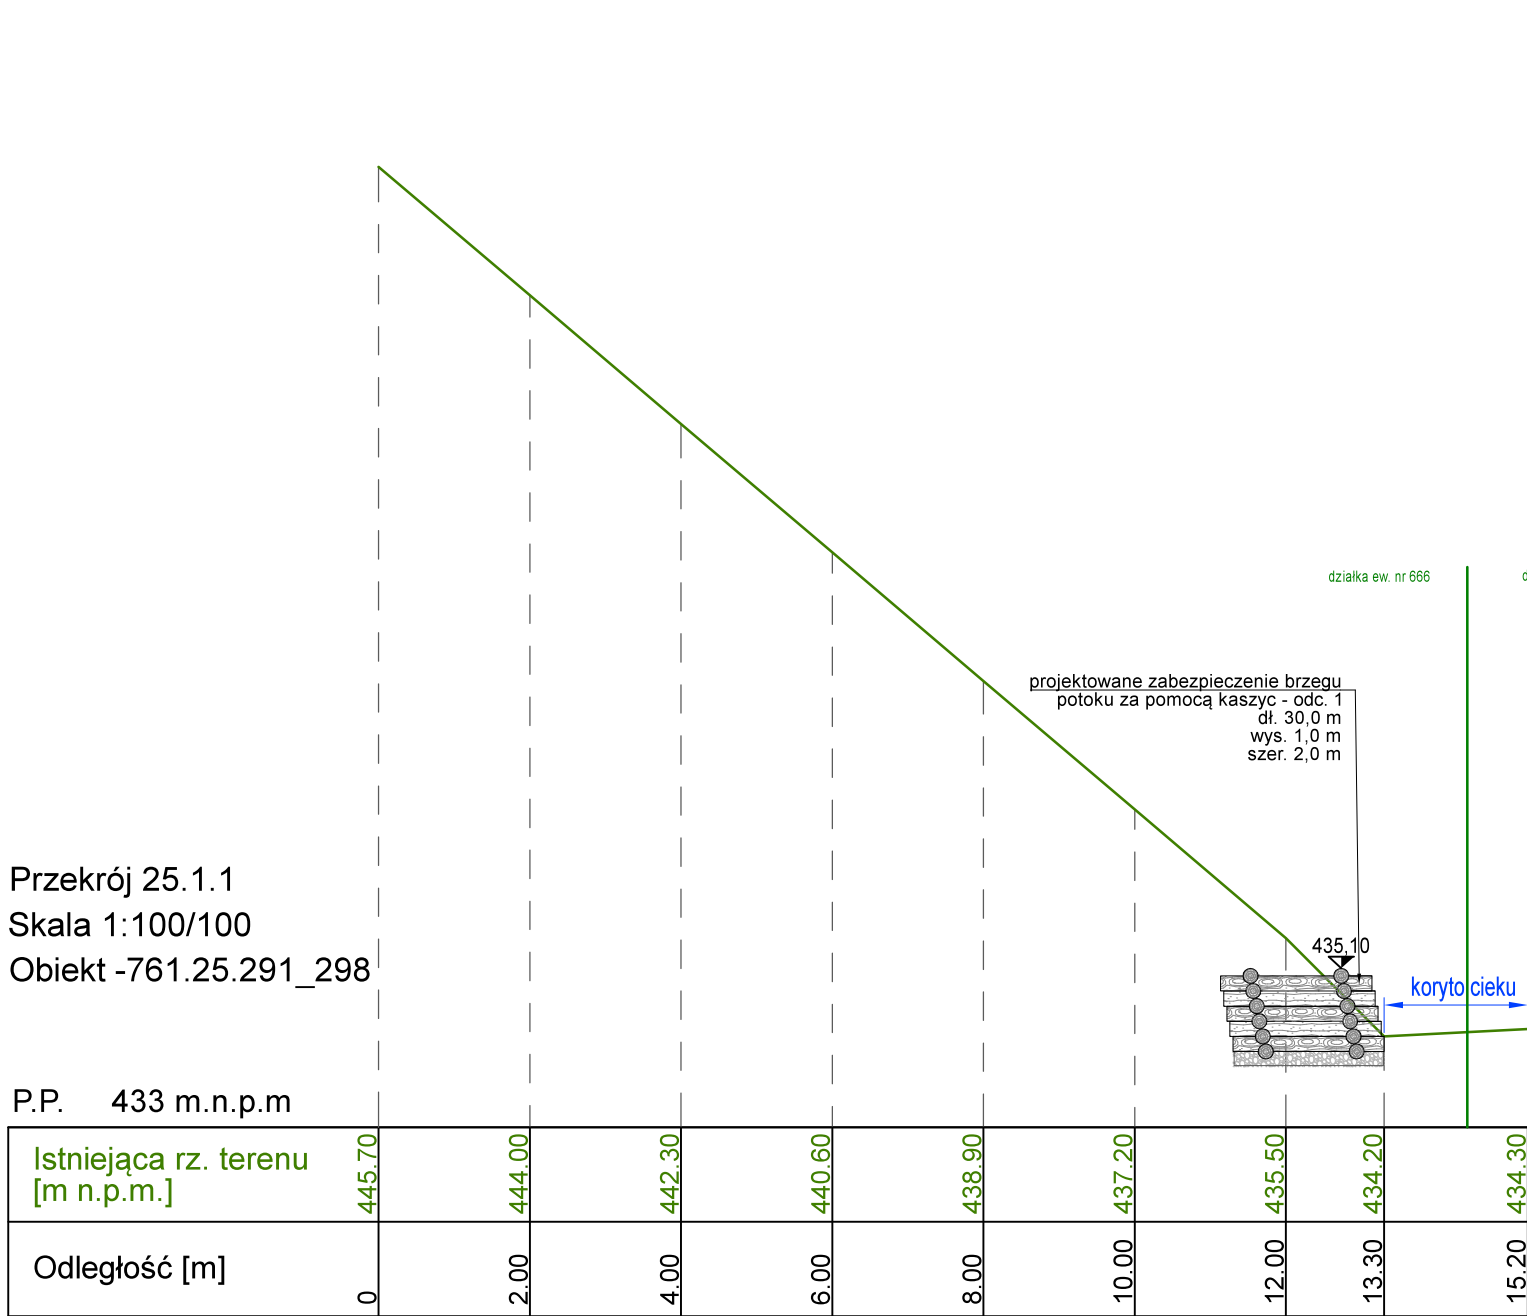 działka ew. nr 666
projektowane zabezpieczenie brzegu
potoku za pomocą kaszyc - odc. 1
dł. 30,0 m
wys. 1,0 m
szer. 2,0 m
Przekrój 25.1.1
Skala 1:100/100
Obiekt -761.25.291_298
435,10
koryto cieku
P.P. 433 m.n.p.m
Istniejąca rz. terenu
[m n.p.m.]
445.70
444.00
442.30
440.60
438.90
437.20
435.50
434.20
434.30
Odległość [m]
0
2.00
4.00
6.00
8.00
10.00
12.00
13.30
15.20